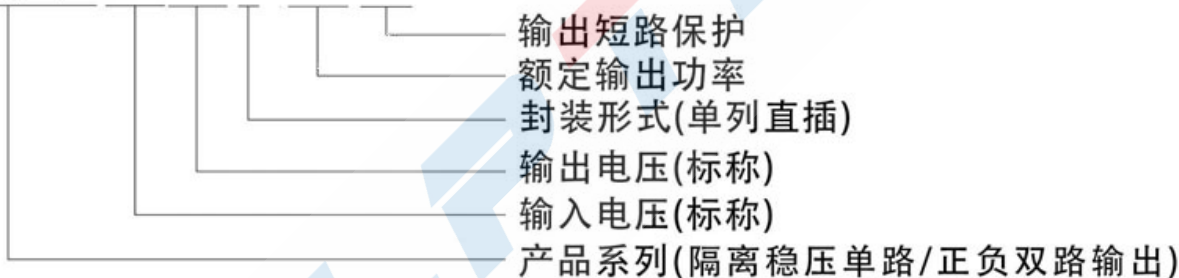 输出短路保护
额定输出功率
封装形式(单列直插)
输出电压(标称)
输入电压(标称)
产品系列(隔离稳压单路/正负双路输出)